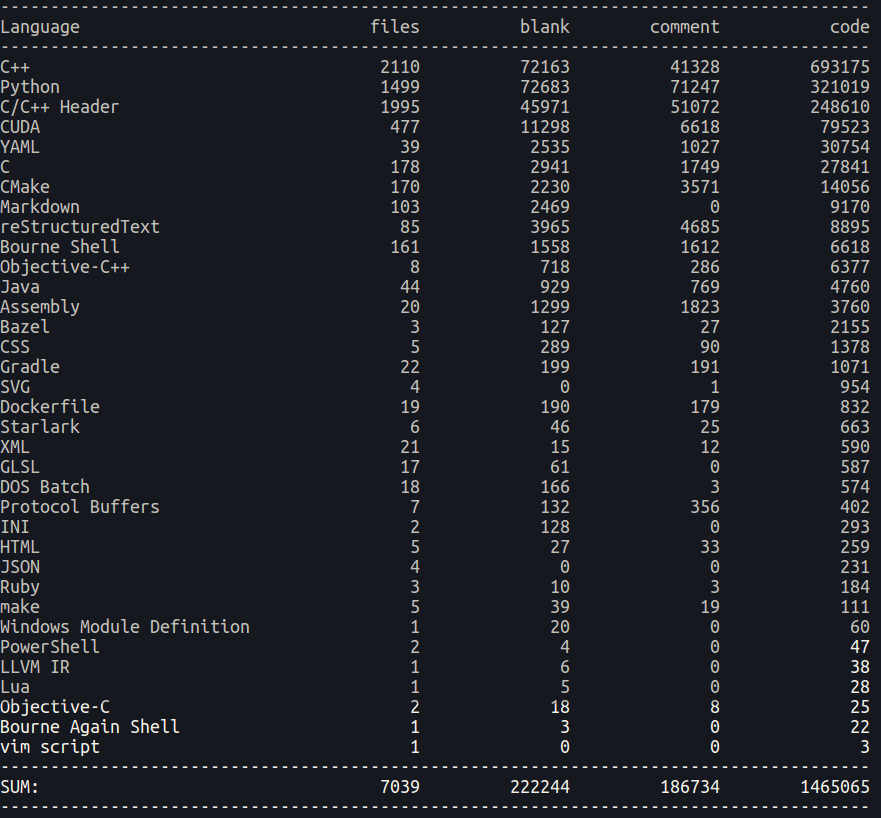 -------------------------------------------------------------------------------
Language                     files          blank        comment           code
-------------------------------------------------------------------------------
C++                           2110          72163          41328         693175
Python                        1499          72683          71247         321019
C/C++ Header                  1995          45971          51072         248610
CUDA                           477          11298           6618          79523
YAML                            39           2535           1027          30754
C                              178           2941           1749          27841
CMake                          170           2230           3571          14056
Markdown                       103           2469              0           9170
reStructuredText                85           3965           4685           8895
Bourne Shell                   161           1558           1612           6618
Objective-C++                    8            718            286           6377
Java                            44            929            769           4760
Assembly                        20           1299           1823           3760
Bazel                            3            127             27           2155
CSS                              5            289             90           1378
Gradle                          22            199            191           1071
SVG                              4              0              1            954
Dockerfile                      19            190            179            832
Starlark                         6             46             25            663
XML                             21             15             12            590
GLSL                            17             61              0            587
DOS Batch                       18            166              3            574
Protocol Buffers                 7            132            356            402
INI                              2            128              0            293
HTML                             5             27             33            259
JSON                             4              0              0            231
Ruby                             3             10              3            184
make                             5             39             19            111
Windows Module Definition        1             20              0             60
PowerShell                       2              4              0             47
LLVM IR                          1              6              0             38
Lua                              1              5              0             28
Objective-C                      2             18              8             25
Bourne Again Shell               1              3              0             22
vim script                       1              0              0              3
-------------------------------------------------------------------------------
SUM:                          7039         222244         186734        1465065
-------------------------------------------------------------------------------